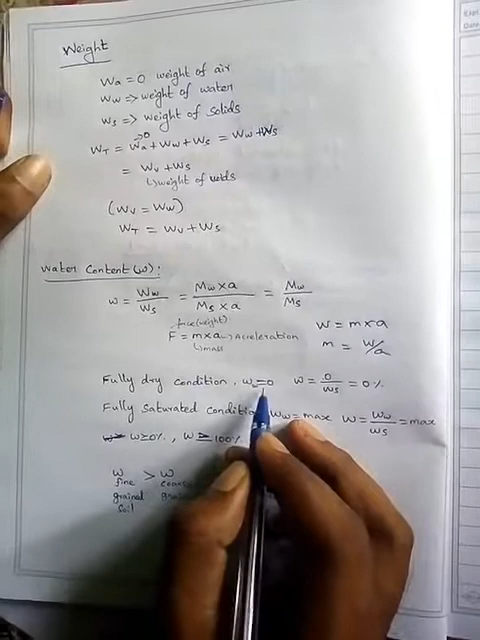 Weight
Wa = 0 weight of air
Ww => weight of water
Ws => weight of solids
WT = Wa→0 + Ww + Ws = Ww + Ws
= Wv + Ws
↳ weight of voids
(Wv = Ww)
WT = Wv + Ws
Water Content (w):
w = Ww/Ws = Mw x a/Ms x a = Mw/Ms
force (weight)
F = m x a → Acceleration
↳ mass
W = m x a
m = W/a
Fully dry condition, ww = 0 w = 0/Ws = 0%
Fully saturated condition Ww = max w = Ww/Ws = max
w ≥ 0%, w ≥ 100%
w > w
fine
grained
soil